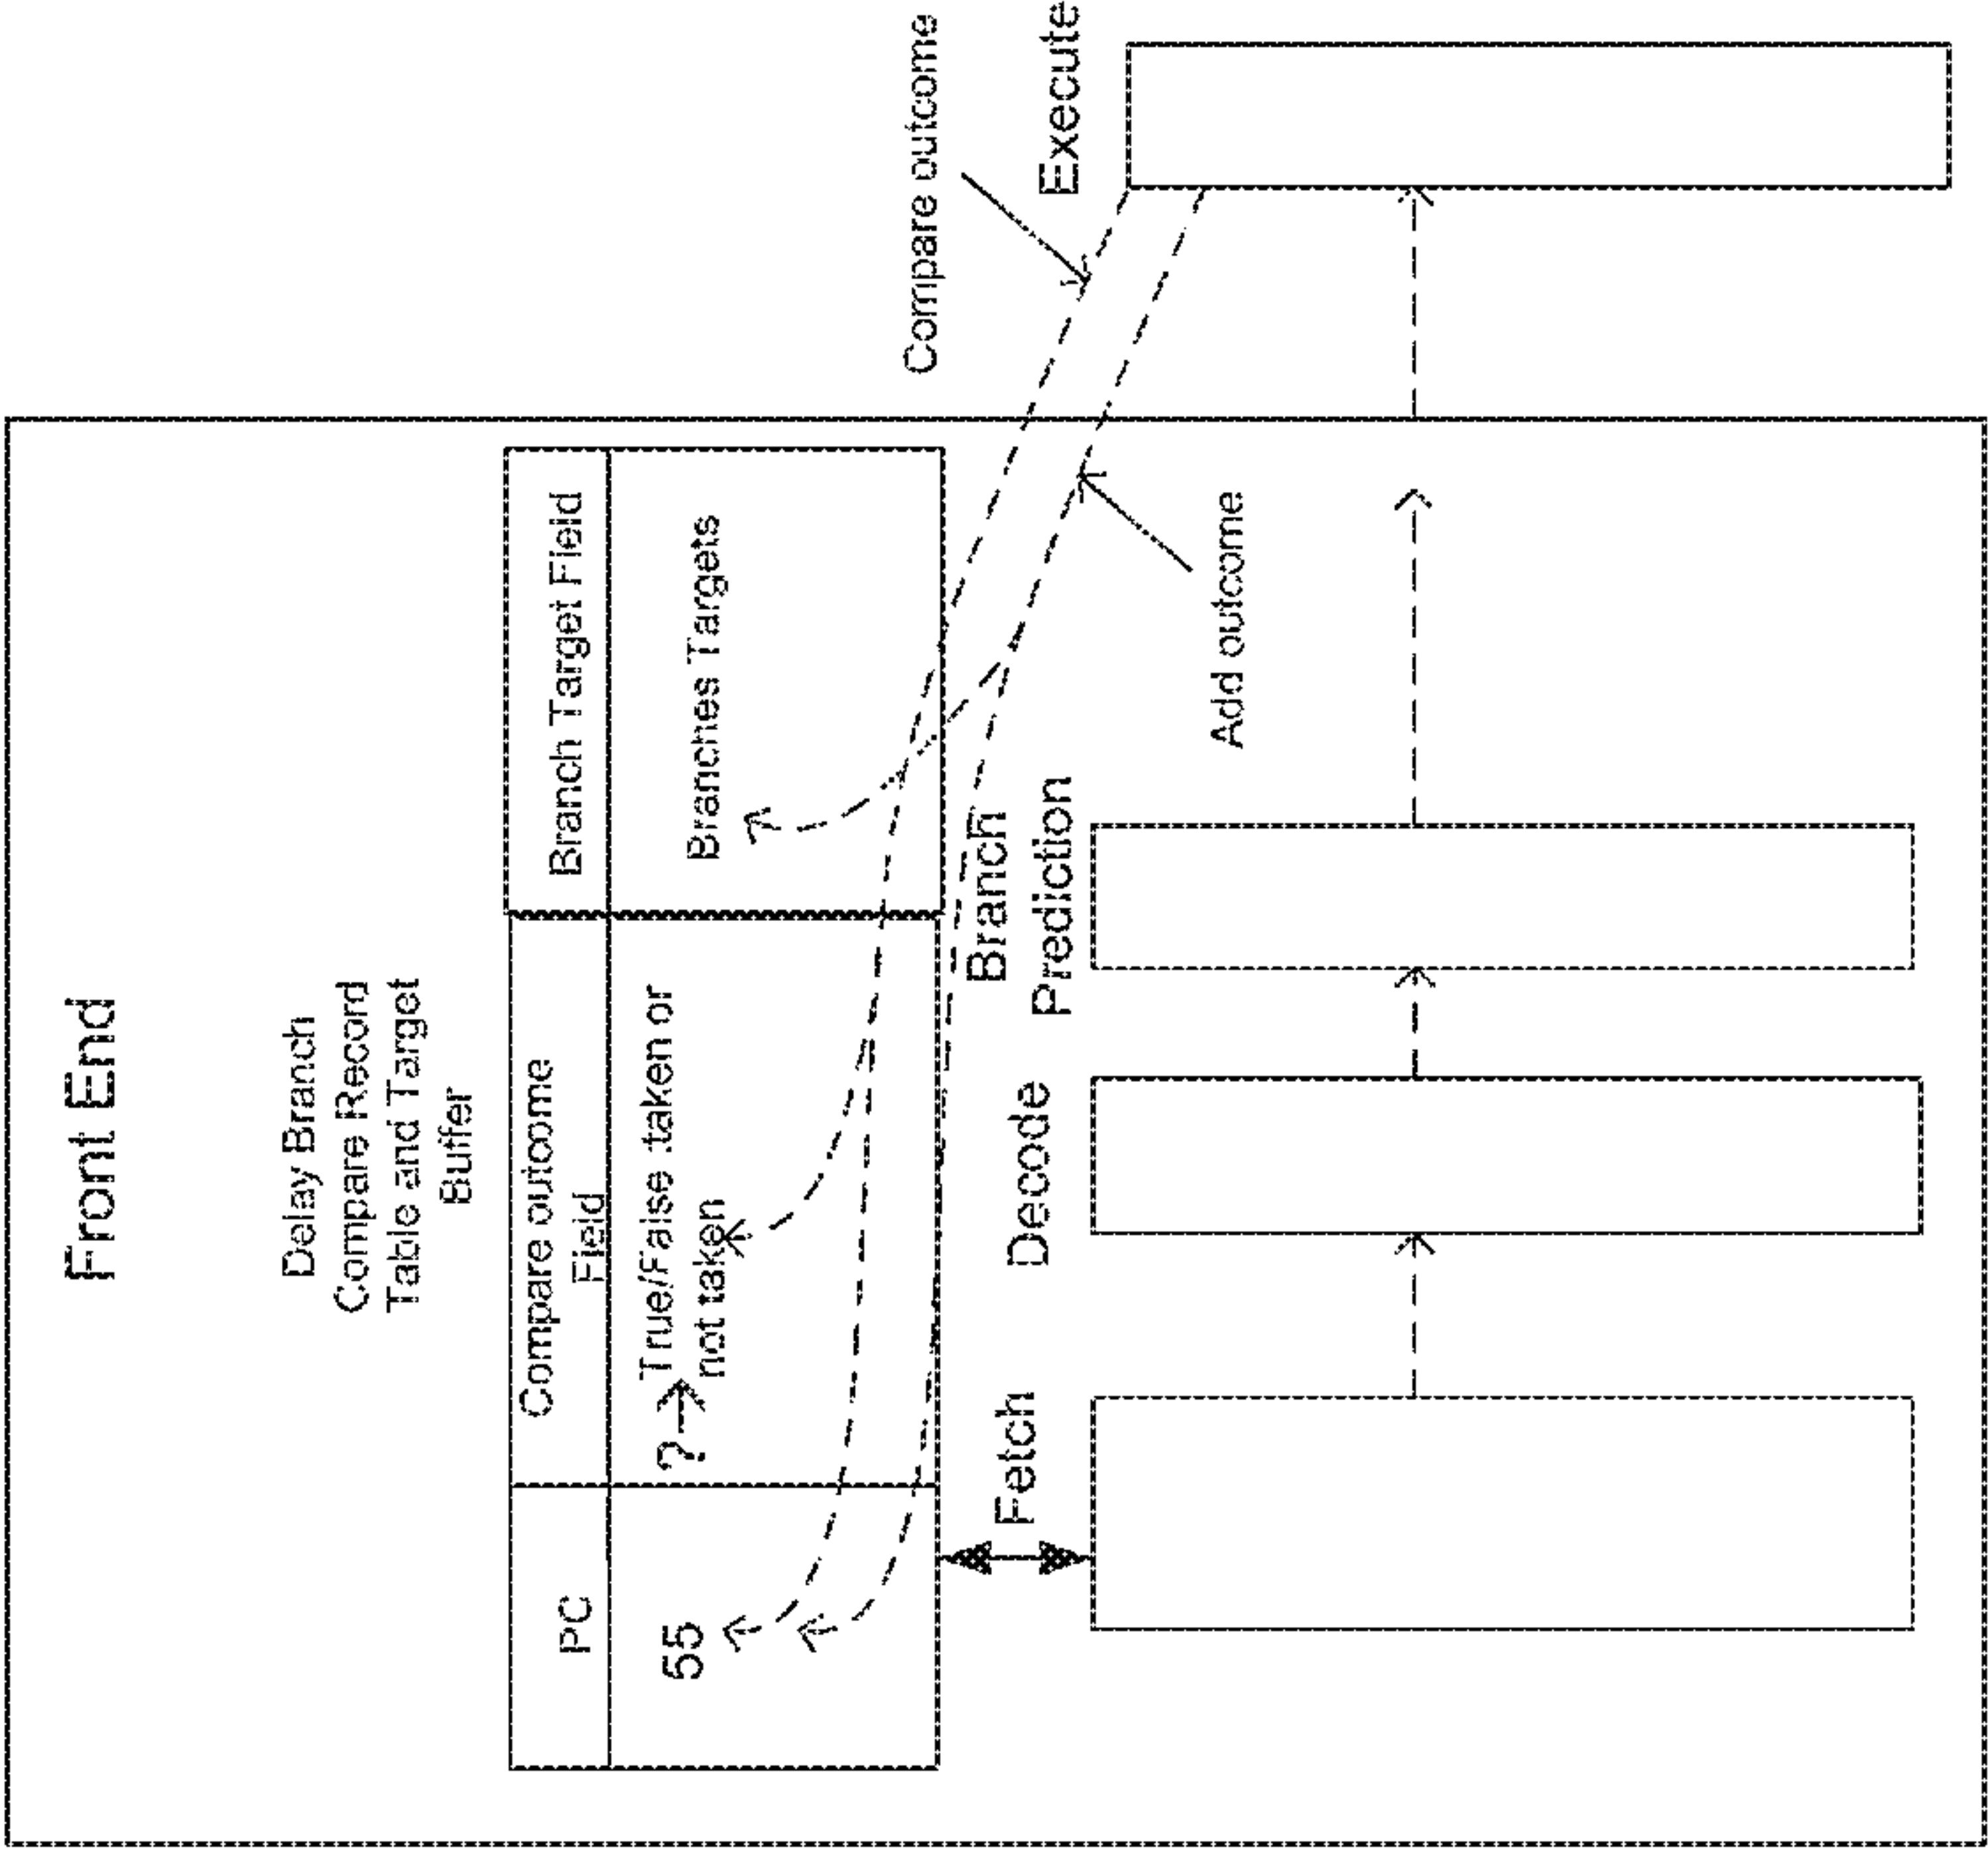 Front End
Delay Branch
Compare Record
Table and Target
Buffer
PC
Compare outcome
Field
Branch Target Field
55
?
True/False :taken or
not taken
Branches Targets
Compare outcome
Fetch
Decode
Branch
Prediction
Execute
Add outcome